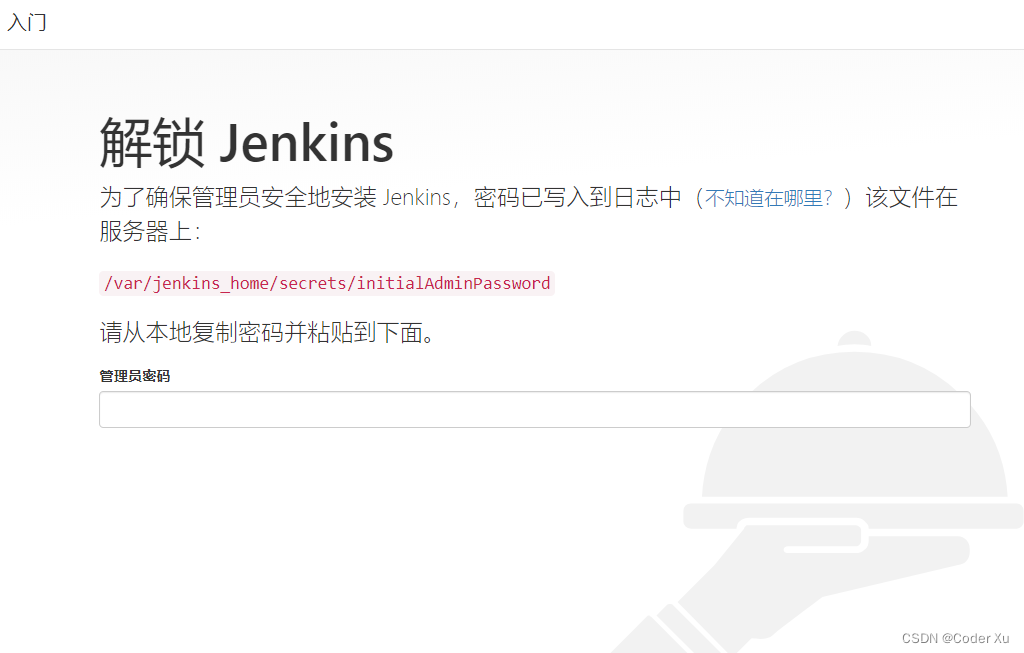 入门
解锁 Jenkins
为了确保管理员安全地安装 Jenkins，密码已写入到日志中（不知道在哪里？）该文件在
服务器上：
/var/jenkins_home/secrets/initialAdminPassword
请从本地复制密码并粘贴到下面。
管理员密码
CSDN @Coder Xu